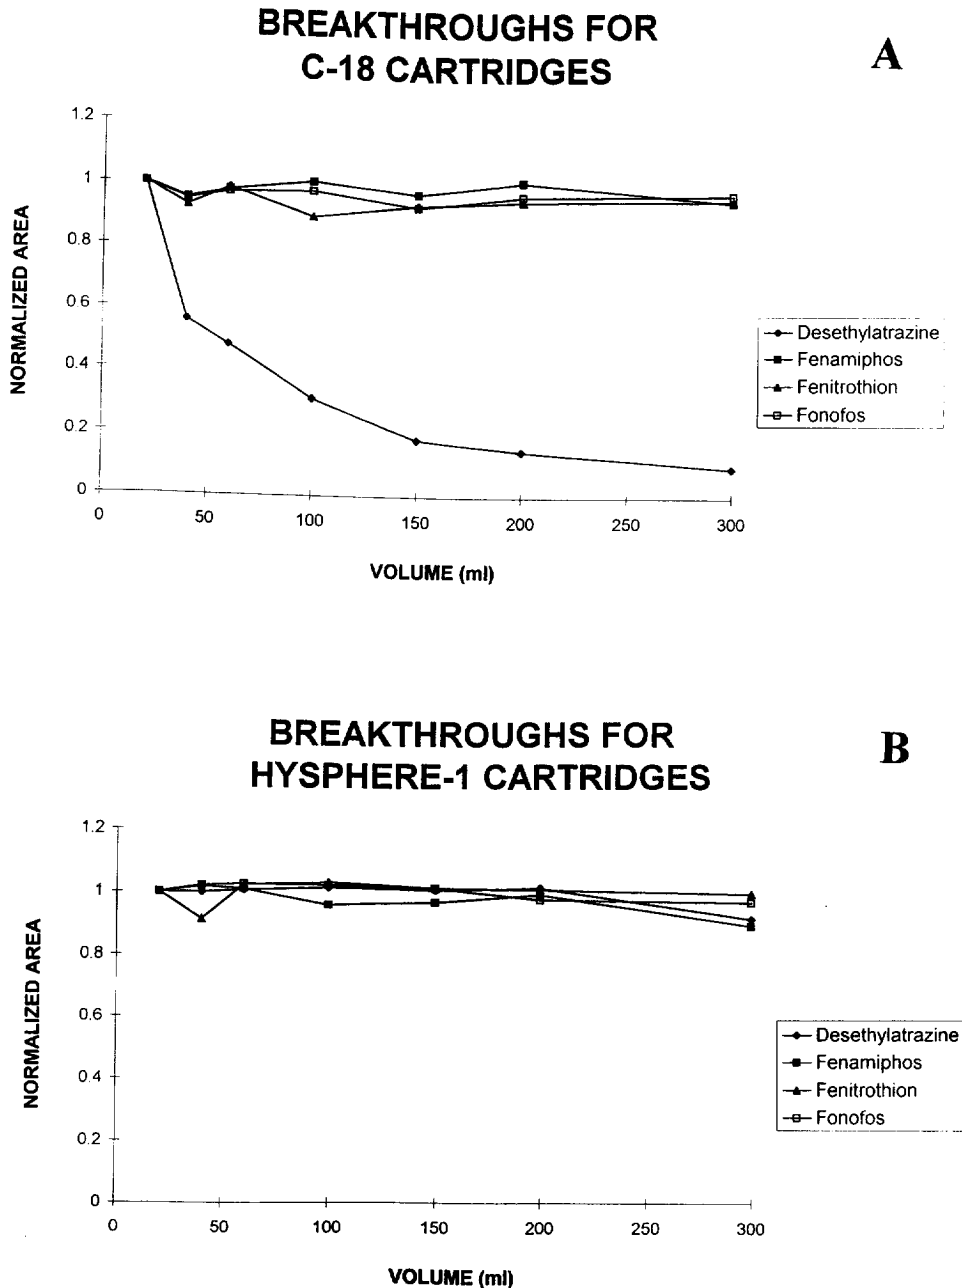 BREAKTHROUGHS FOR
C-18 CARTRIDGES
A
1.2
1
0.8
0 6
0.4
0.2
0
NORMALIZED AREA
0
50
100
150
200
250
300
VOLUME (ml)
Desethylatrazine
Fenamiphos
Fenitrothion
Fonofos
BREAKTHROUGHS FOR
HYSPHERE-1 CARTRIDGES
B
1.2
1
0.8
0.6
0.4
0.2
0
NORMALIZED AREA
0
50
100
150
200
250
300
VOLUME (ml)
Desethylatrazine
Fenamiphos
Fenitrothion
Fonofos